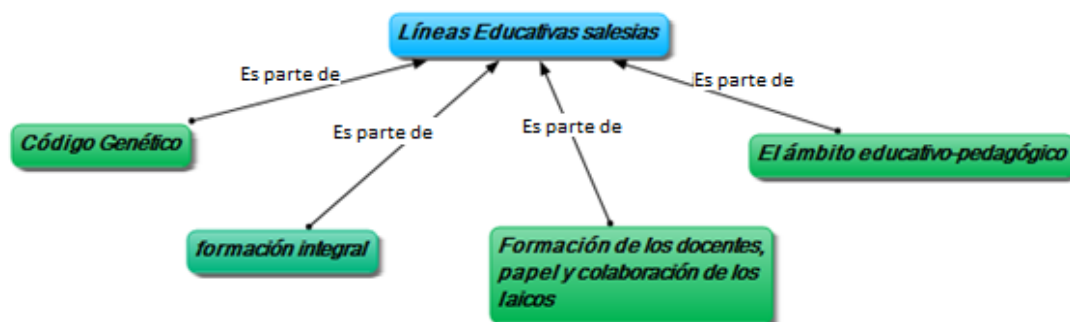 Líneas Educativas salesias
Es parte de
Es parte de
Es parte de
Es parte de
Código Genético
El ámbito educativo-pedagógico
formación integral
Formación de los docentes,
papel y colaboración de los
laicos